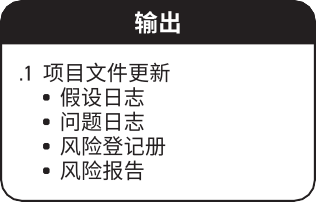 输出
.1 项目文件更新
• 假设日志
• 问题日志
• 风险登记册
• 风险报告